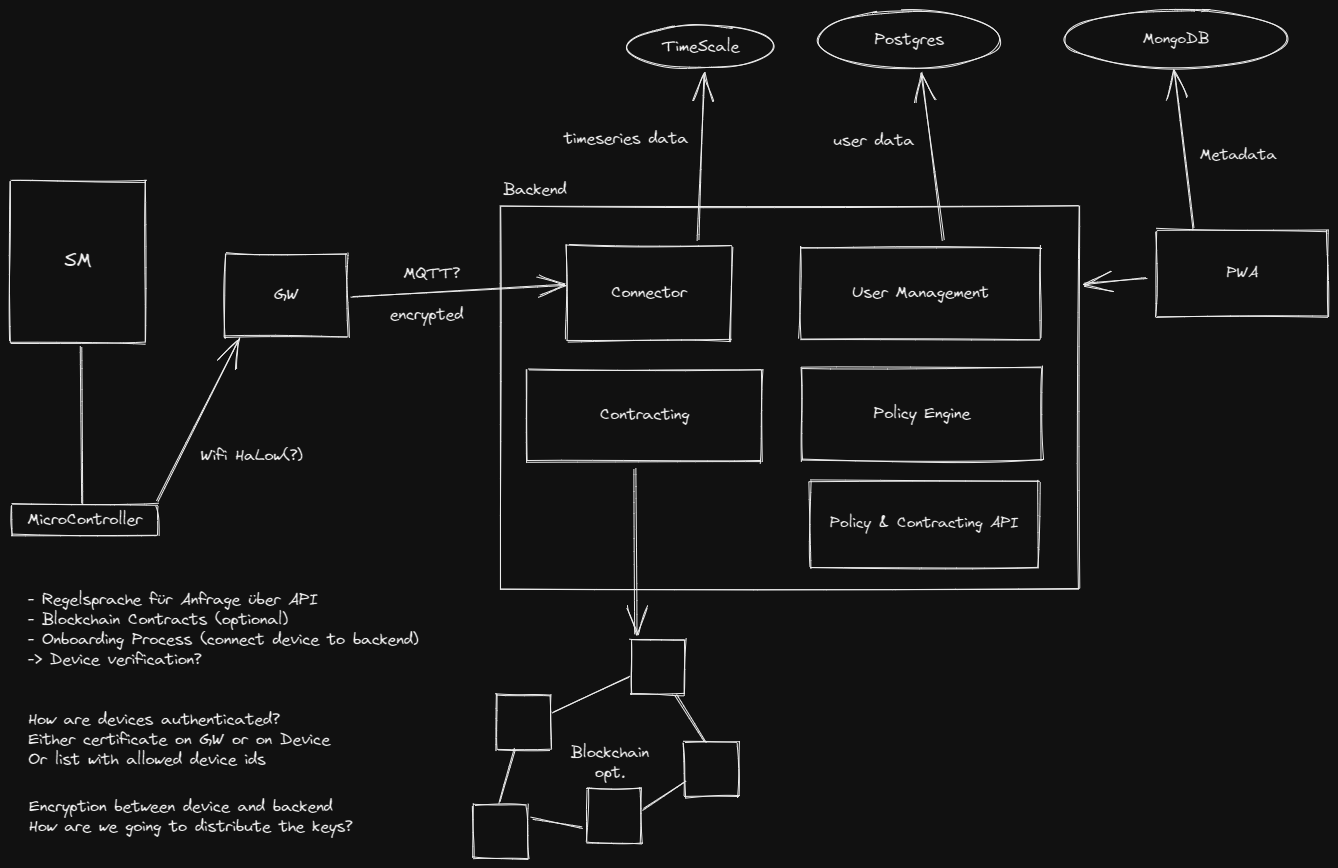 TimeScale
Postgres
MongoDB
timeseries data
user data
Metadata
Backend
SM
GW
MQTT?
encrypted
Connector
User Management
PWA
Contracting
Policy Engine
Wifi HaLow(?)
MicroController
Policy & Contracting API
- Regelsprache für Anfrage über API
- Blockchain Contracts (optional)
- Onboarding Process (connect device to backend)
-> Device verification?
How are devices authenticated?
Either certificate on GW or on Device
Or list with allowed device ids
Blockchain
opt.
Encryption between device and backend
How are we going to distribute the keys?